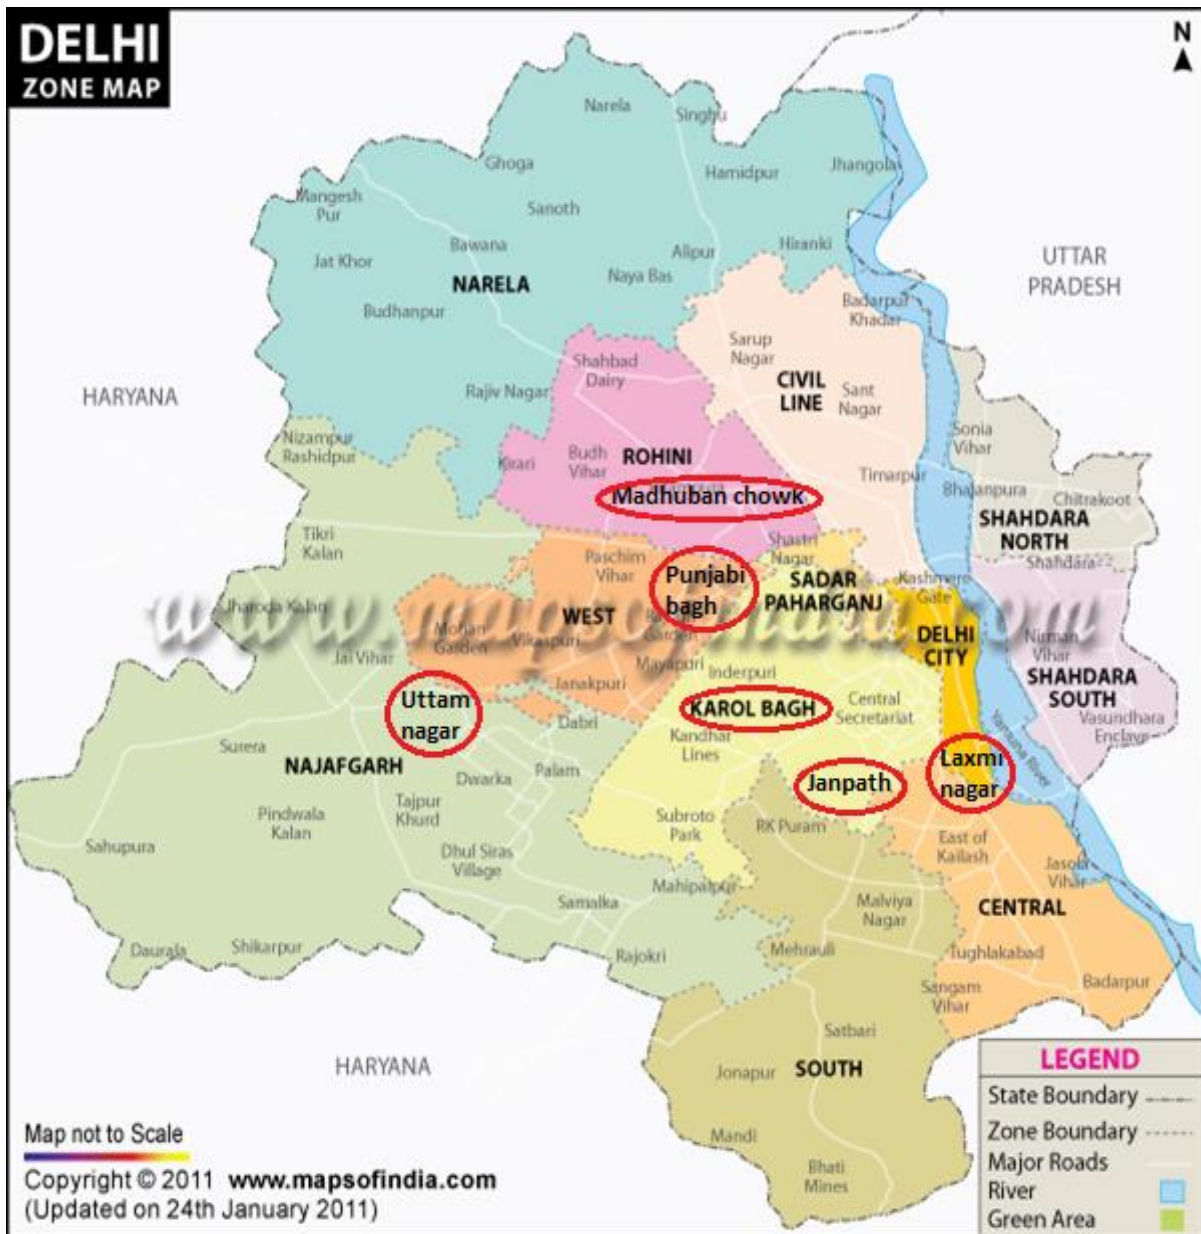 DELHI
ZONE MAP
N
Narela
Singhu
Ghoga
Hamidpur
Jhangola
Mangesh
Pur
Sanoth
Bawana
Alipur
Hiranki
UTTAR
PRADESH
Jat Khor
Naya Bas
NARELA
Budhanpur
Badarpur
Khadar
Sarup
Nagar
Shahbad
Dairy
CIVIL
LINE
HARYANA
Rajiv Nagar
Sant
Nagar
Nizampur
Rashidpur
Sonia
Vihar
Kirari
Budh
Vihar
ROHINI
Timarpur
Bhajanpura
Chitrakoot
Madhuban chowk
SHAHDARA
NORTH
Tikri
Kalan
Shastri
Nagar
Paschim
Vihar
Shahdara
Punjabi
bagh
SADAR
PAHARGANJ
Kashmere
Gate
Jharoda Kalan
WEST
www.mapsofindia.com
Garden
Mohan
Garden
Vikaspuri
DELHI
CITY
Nirman
Vihar
Jai Vihar
Mayapuri
Inderpuri
SHAHDARA
SOUTH
Janakpuri
Uttam
nagar
KAROL BAGH
Central
Secretariat
Vasundhara
Enclave
Dabri
Kandhar
Lines
Yamuna River
Surera
NAJAFGARH
Dwarka
Palam
Janpath
Laxmi
nagar
Pindwala
Kalan
Tajpur
Khurd
Subroto
Park
RK Puram
East of
Kailash
Sahupura
Dhul Siras
Village
Jasola
Vihar
Mahipalpur
Samalka
Malviya
Nagar
CENTRAL
Daurala
Shikarpur
Rajokri
Mehrauli
Tughlakabad
Badarpur
Sangam
Vihar
Satbari
HARYANA
Jonapur
SOUTH
Mandi
Bhati
Mines
LEGEND
State Boundary
Zone Boundary
Major Roads
River
Green Area
Map not to Scale
Copyright © 2011 www.mapsofindia.com
(Updated on 24th January 2011)